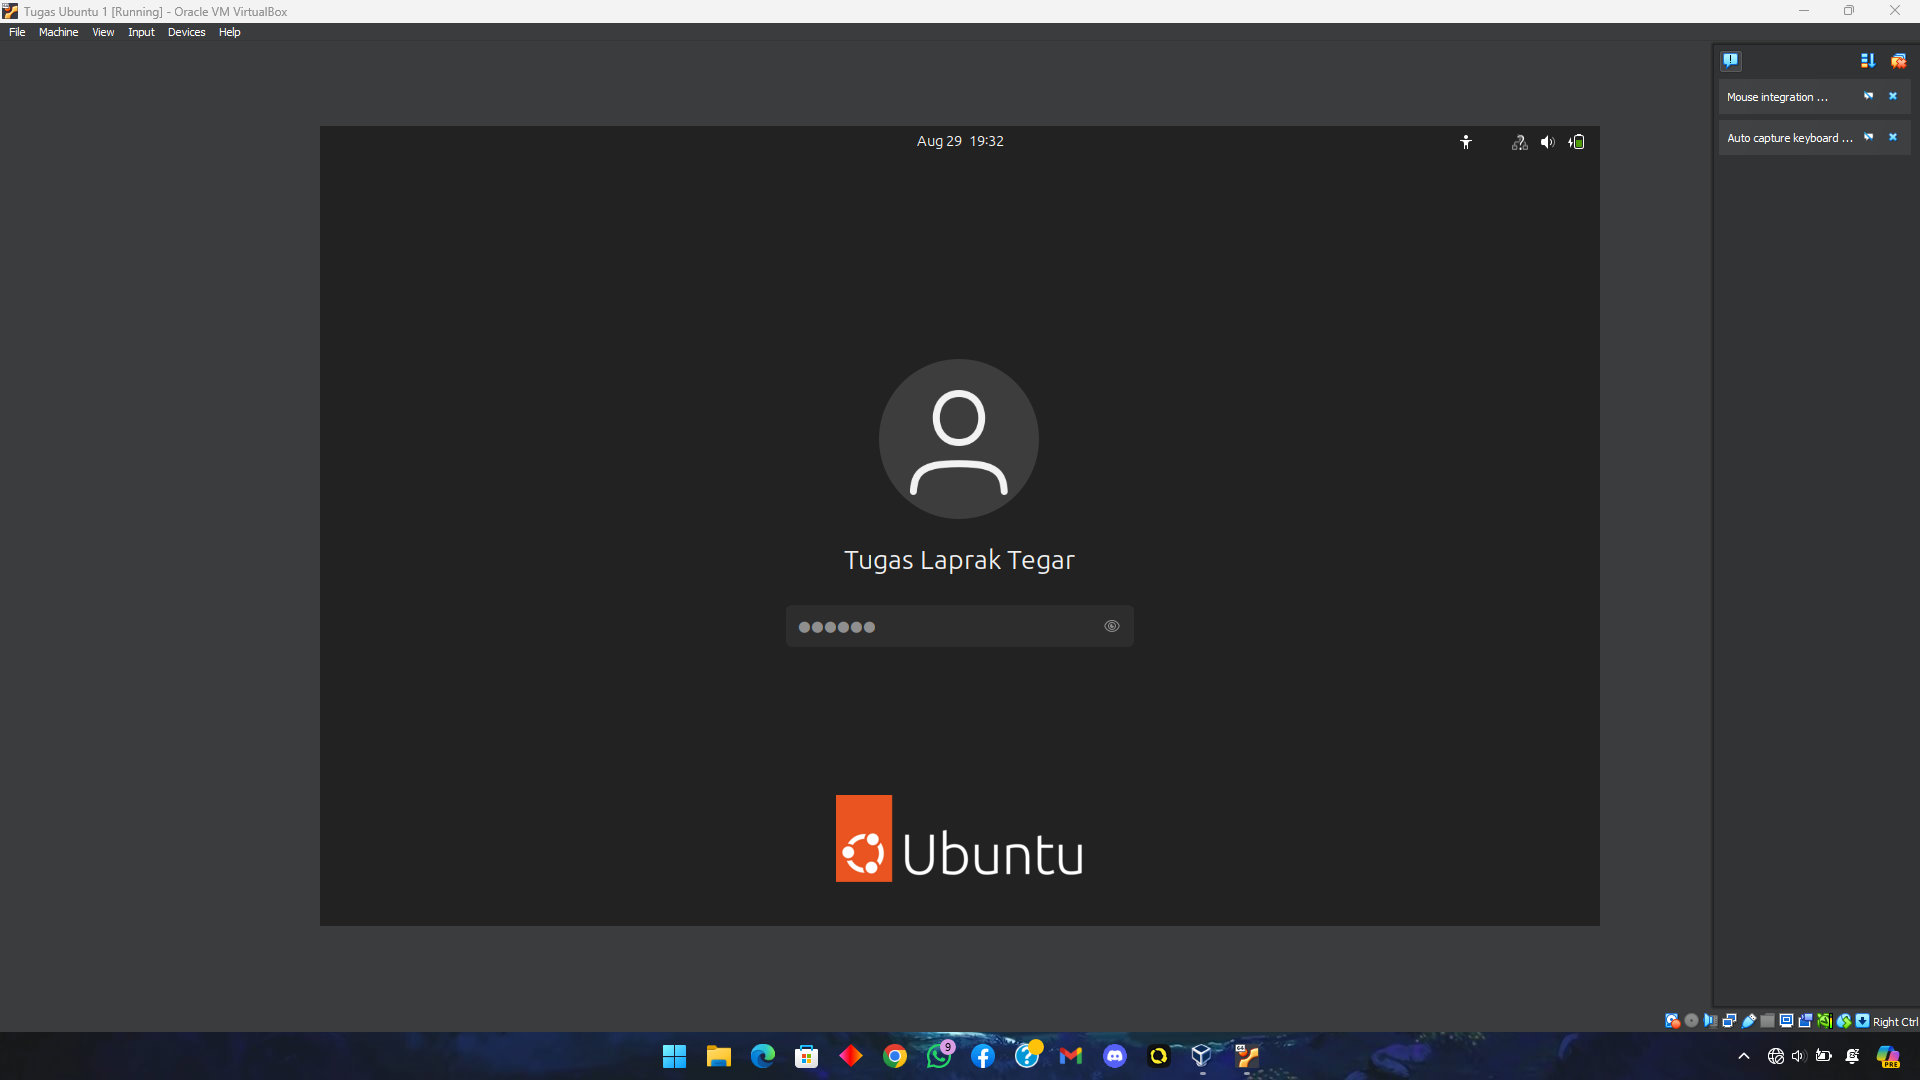 Tugas Ubuntu 1 [Running] - Oracle VM VirtualBox
File Machine View Input Devices Help
Mouse integration ...
Auto capture keyboard ...
Aug 29 19:32
Tugas Laprak Tegar
Ubuntu
Right Ctrl
9
PRE